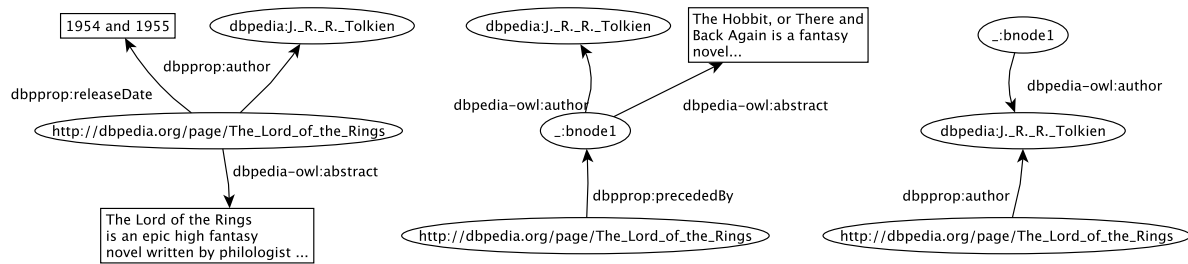 1954 and 1955
dbpedia:J._R._R._Tolkien
dbpprop:author
dbpprop:releaseDate
http://dbpedia.org/page/The_Lord_of_the_Rings
dbpedia-owl:abstract
The Lord of the Rings
is an epic high fantasy
novel written by philologist ...
dbpedia:J._R._R._Tolkien
The Hobbit, or There and
Back Again is a fantasy
novel...
dbpedia-owl:author
dbpedia-owl:abstract
_:bnode1
dbpprop:precededBy
http://dbpedia.org/page/The_Lord_of_the_Rings
_:bnode1
dbpedia-owl:author
dbpedia:J._R._R._Tolkien
dbpprop:author
http://dbpedia.org/page/The_Lord_of_the_Rings